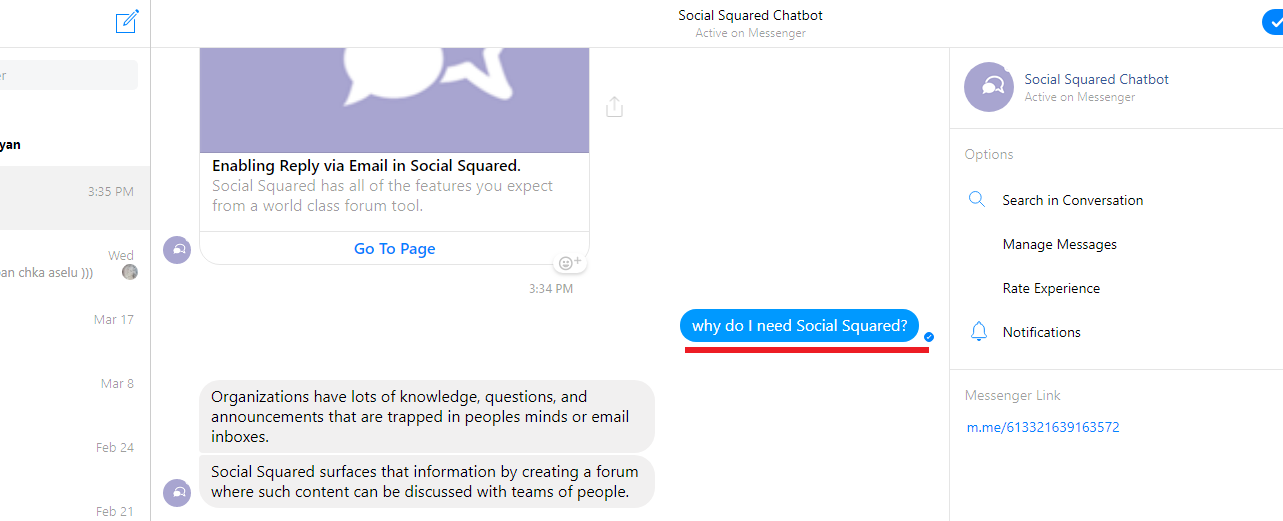 Social Squared Chatbot
Active on Messenger
er
yan
3:35 PM
Wed
an chka aselu )))
Mar 17
Mar 8
Feb 24
Feb 21
Enabling Reply via Email in Social Squared.
Social Squared has all of the features you expect
from a world class forum tool.
Go To Page
3:34 PM
why do I need Social Squared?
Organizations have lots of knowledge, questions, and
announcements that are trapped in peoples minds or email
inboxes.
Social Squared surfaces that information by creating a forum
where such content can be discussed with teams of people.
Social Squared Chatbot
Active on Messenger
Options
Search in Conversation
Manage Messages
Rate Experience
Notifications
Messenger Link
m.me/613321639163572